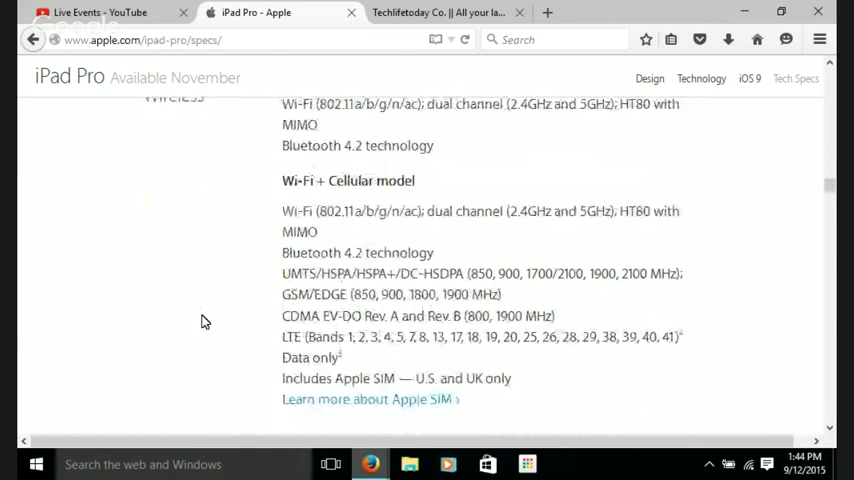 Live Events - YouTube
iPad Pro - Apple
Techlifetoday Co. || All your la...
Google
www.apple.com/ipad-pro/specs/
Search
iPad Pro Available November
Design
Technology
iOS 9
Tech Specs
Wireless
Wi-Fi (802.11a/b/g/n/ac); dual channel (2.4GHz and 5GHz); HT80 with
MIMO
Bluetooth 4.2 technology
Wi-Fi + Cellular model
Wi-Fi (802.11a/b/g/n/ac); dual channel (2.4GHz and 5GHz); HT80 with
MIMO
Bluetooth 4.2 technology
UMTS/HSPA/HSPA+/DC-HSDPA (850, 900, 1700/2100, 1900, 2100 MHz);
GSM/EDGE (850, 900, 1800, 1900 MHz)
CDMA EV-DO Rev. A and Rev. B (800, 1900 MHz)
LTE (Bands 1, 2, 3, 4, 5, 7, 8, 13, 17, 18, 19, 20, 25, 26, 28, 29, 38, 39, 40, 41)²
Data only³
Includes Apple SIM — U.S. and UK only
Learn more about Apple SIM ›
Search the web and Windows
1:44 PM
9/12/2015